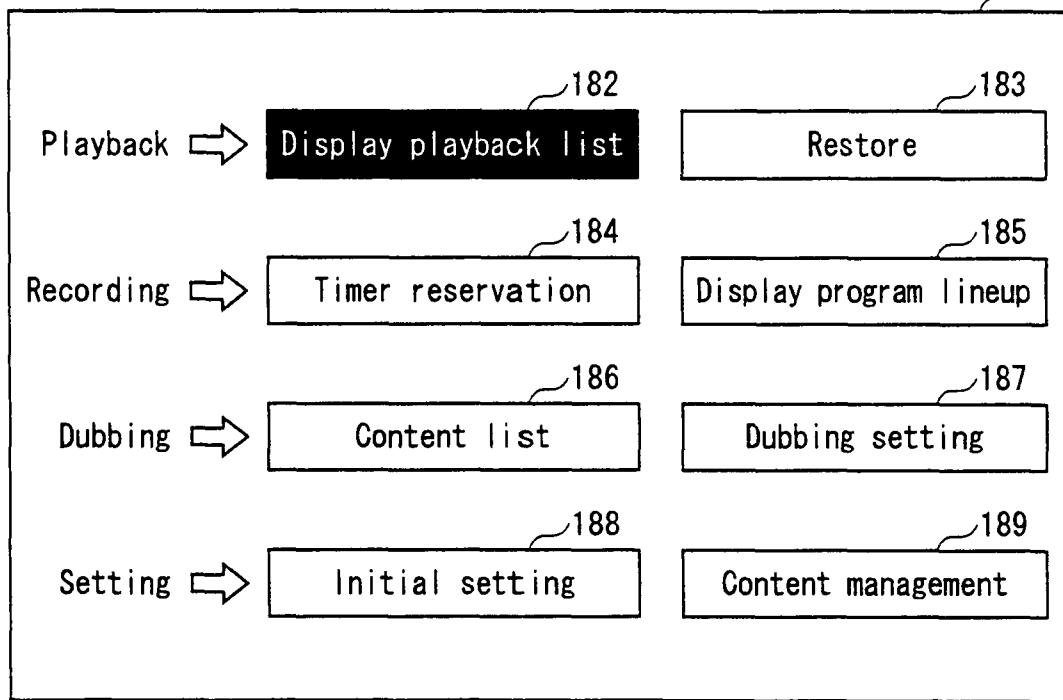 182 183
Playback Display playback list Restore
184 185
Recording Timer reservation Display program lineup
186 187
Dubbing Content list Dubbing setting
188 189
Setting Initial setting Content management